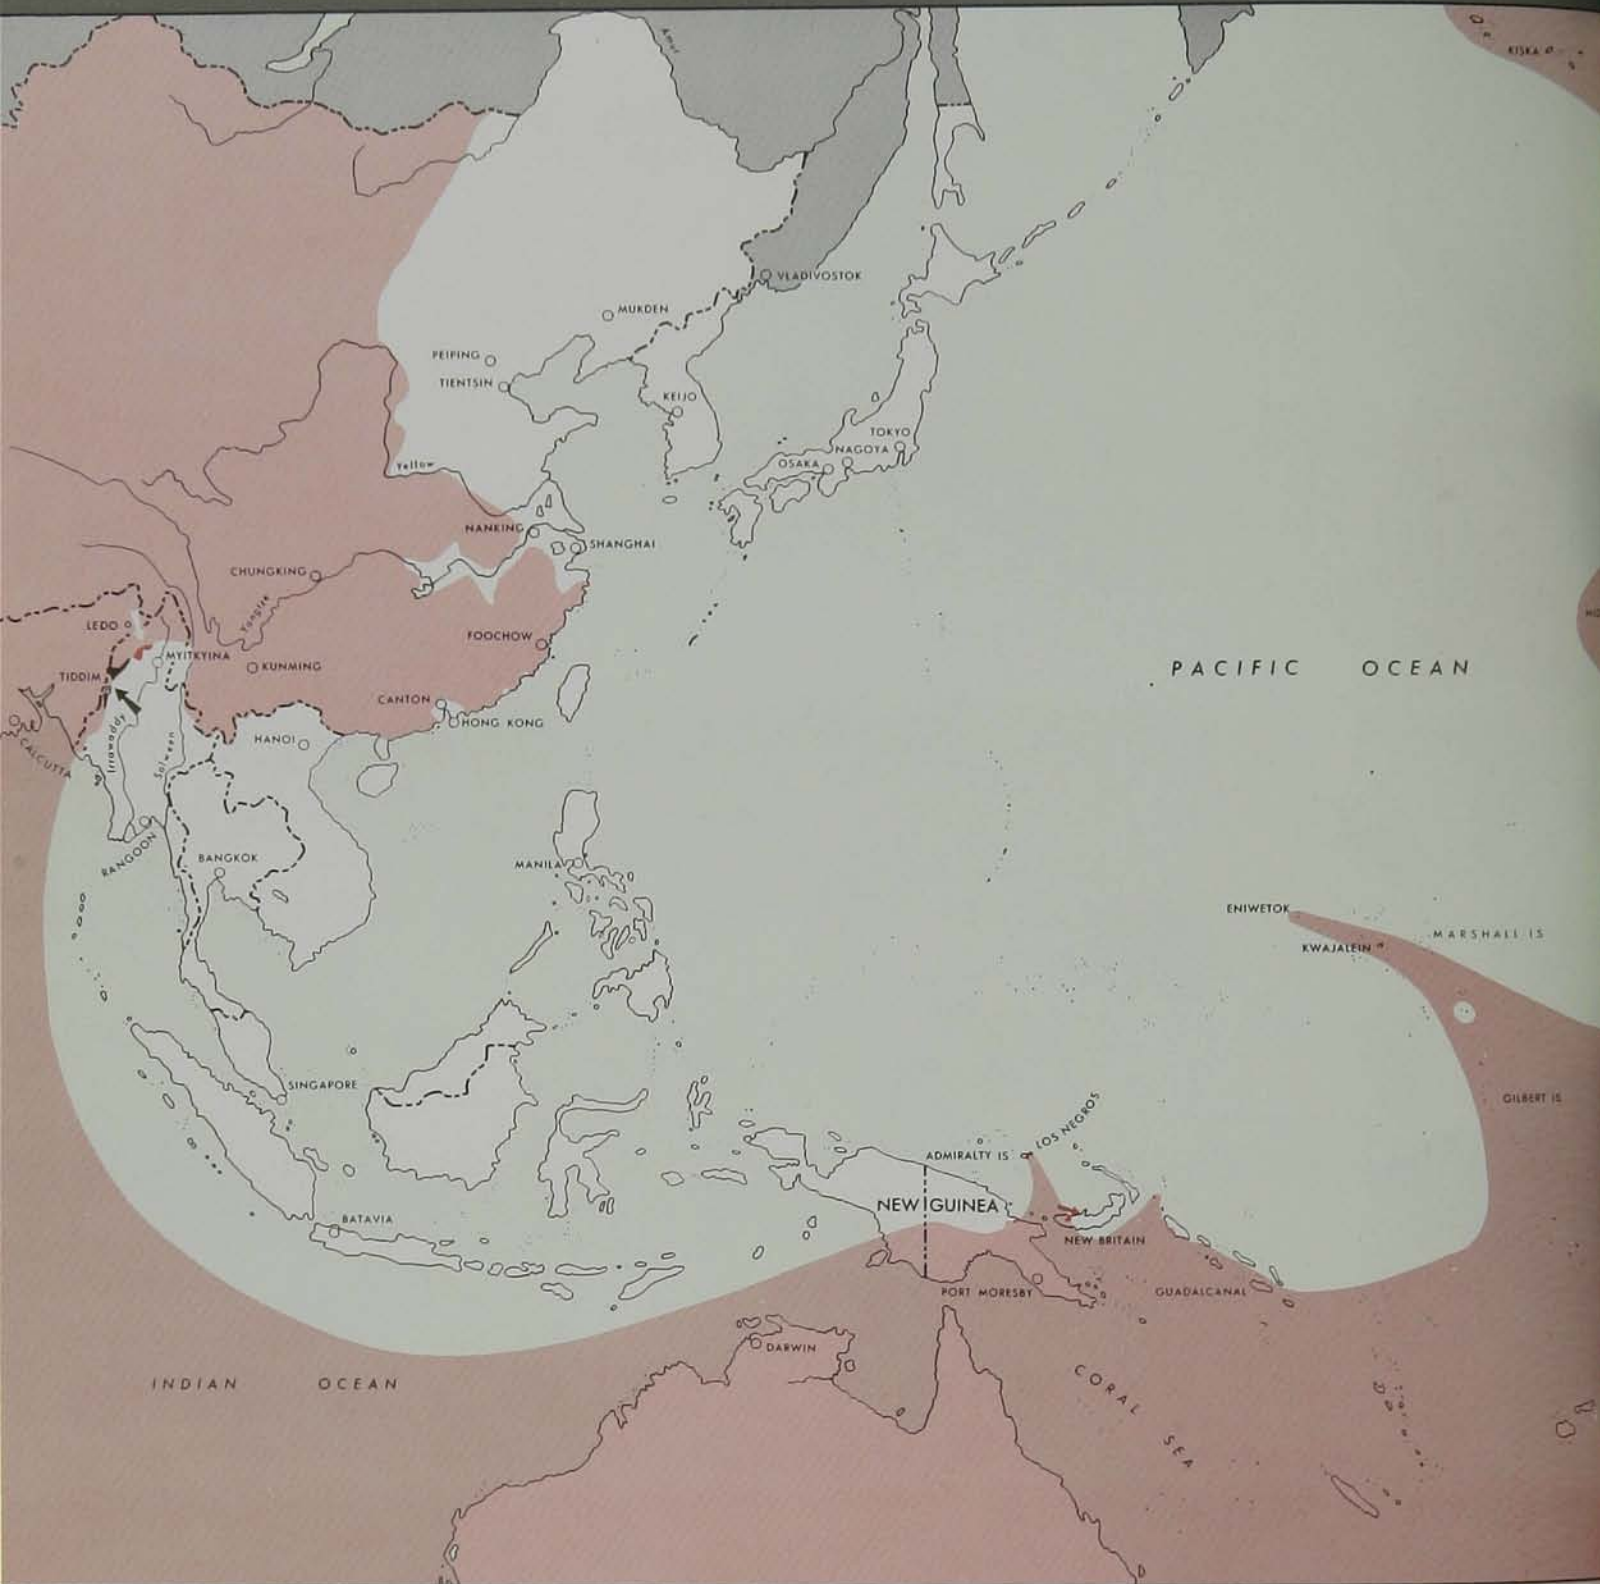 Amur
KISKA
VLADIVOSTOK
MUKDEN
PEIPING
TIENTSIN
KEIJO
TOKYO
NAGOYA
OSAKA
Yellow
NANKING
SHANGHAI
CHUNGKING
Yangtze
LEDO
FOOCHOW
MYITKYINA
KUNMING
TIDDIM
PACIFIC OCEAN
CANTON
HONG KONG
HANOI
Irrawaddy
Salween
CALCUTTA
RANGOON
BANGKOK
MANILA
ENIWETOK
KWAJALEIN
MARSHALL IS
SINGAPORE
GILBERT IS
LOS NEGROS
ADMIRALTY IS
NEW GUINEA
BATAVIA
NEW BRITAIN
PORT MORESBY
GUADALCANAL
DARWIN
INDIAN OCEAN
CORAL SEA